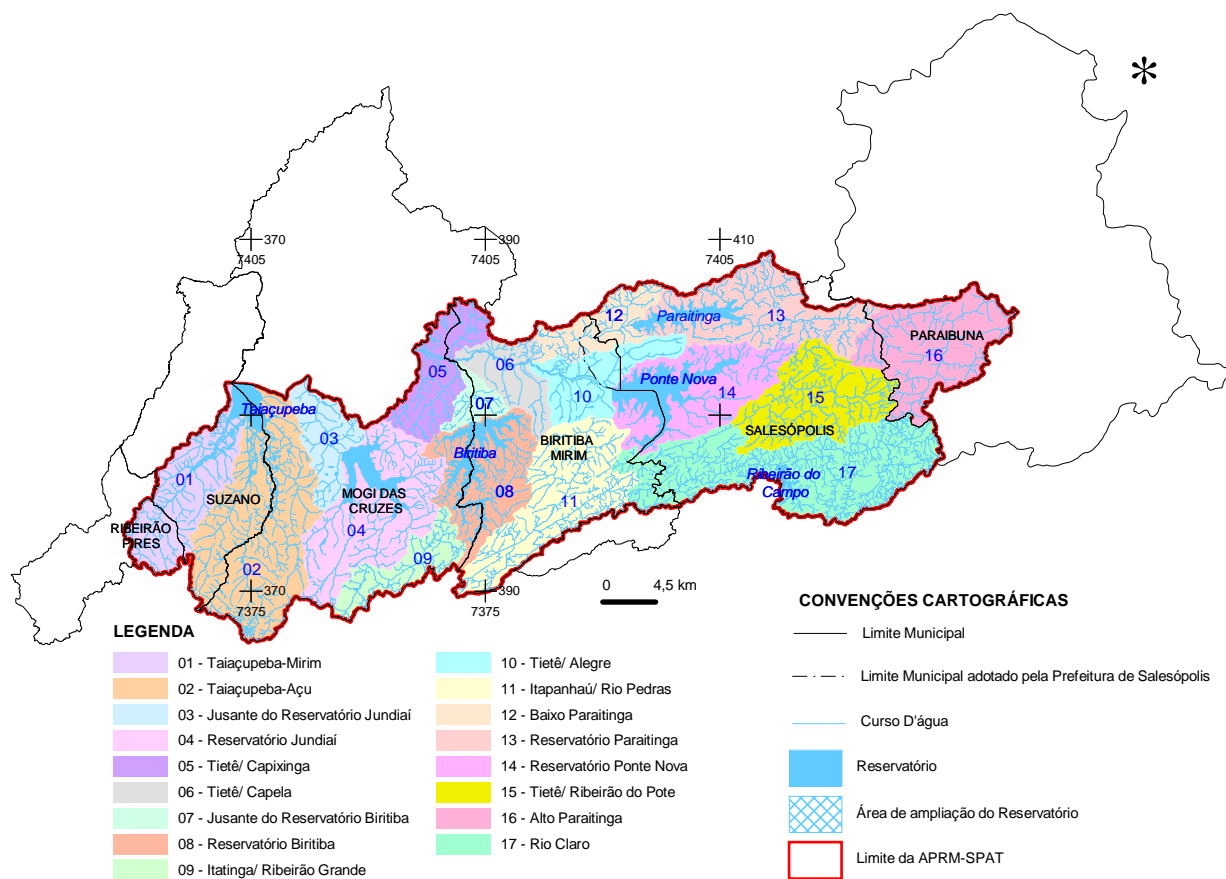 *
370
7405
390
7405
410
7405
12
Paraitinga
13
PARAIBUNA
16
06
05
Ponte Nova
14
10
07
15
Taiaçupeba
03
SALESÓPOLIS
BIRITIBA
MIRIM
Biritiba
01
SUZANO
MOGI DAS
CRUZES
08
11
Ribeirão do
Campo
17
RIBEIRÃO
PIRES
04
09
02
370
7375
390
7375
0 4,5 km
LEGENDA
01 - Taiaçupeba-Mirim
02 - Taiaçupeba-Açu
03 - Jusante do Reservatório Jundiaí
04 - Reservatório Jundiaí
05 - Tietê/ Capixinga
06 - Tietê/ Capela
07 - Jusante do Reservatório Biritiba
08 - Reservatório Biritiba
09 - Itatinga/ Ribeirão Grande
10 - Tietê/ Alegre
11 - Itapanhaú/ Rio Pedras
12 - Baixo Paraitinga
13 - Reservatório Paraitinga
14 - Reservatório Ponte Nova
15 - Tietê/ Ribeirão do Pote
16 - Alto Paraitinga
17 - Rio Claro
CONVENÇÕES CARTOGRÁFICAS
Limite Municipal
Limite Municipal adotado pela Prefeitura de Salesópolis
Curso D'água
Reservatório
Área de ampliação do Reservatório
Limite da APRM-SPAT